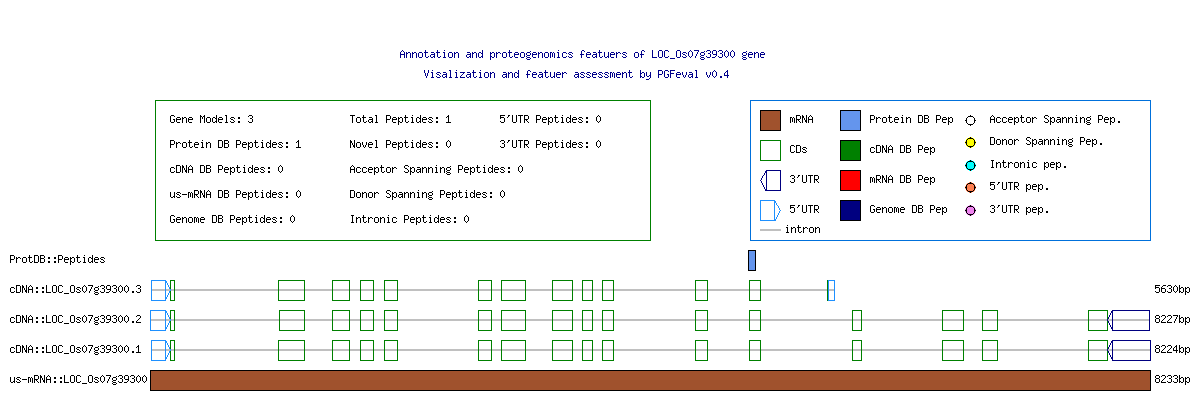 Annotation and proteogenomics featuers of LOC_Os07g39300 gene
Visalization and featuer assessment by PGFeval v0.4
Gene Models: 3 Total Peptides: 1 5'UTR Peptides: 0
Protein DB Peptides: 1 Novel Peptides: 0 3'UTR Peptides: 0
cDNA DB Peptides: 0 Acceptor Spanning Peptides: 0
us-mRNA DB Peptides: 0 Donor Spanning Peptides: 0
Genome DB Peptides: 0 Intronic Peptides: 0
mRNA Protein DB Pep Acceptor Spanning Pep.
CDs cDNA DB Pep Donor Spanning Pep.
3'UTR mRNA DB Pep Intronic pep.
5'UTR Genome DB Pep 5'UTR pep.
intron 3'UTR pep.
ProtDB::Peptides
cDNA::LOC_Os07g39300.3 5630bp
cDNA::LOC_Os07g39300.2 8227bp
cDNA::LOC_Os07g39300.1 8224bp
us-mRNA::LOC_Os07g39300 8233bp